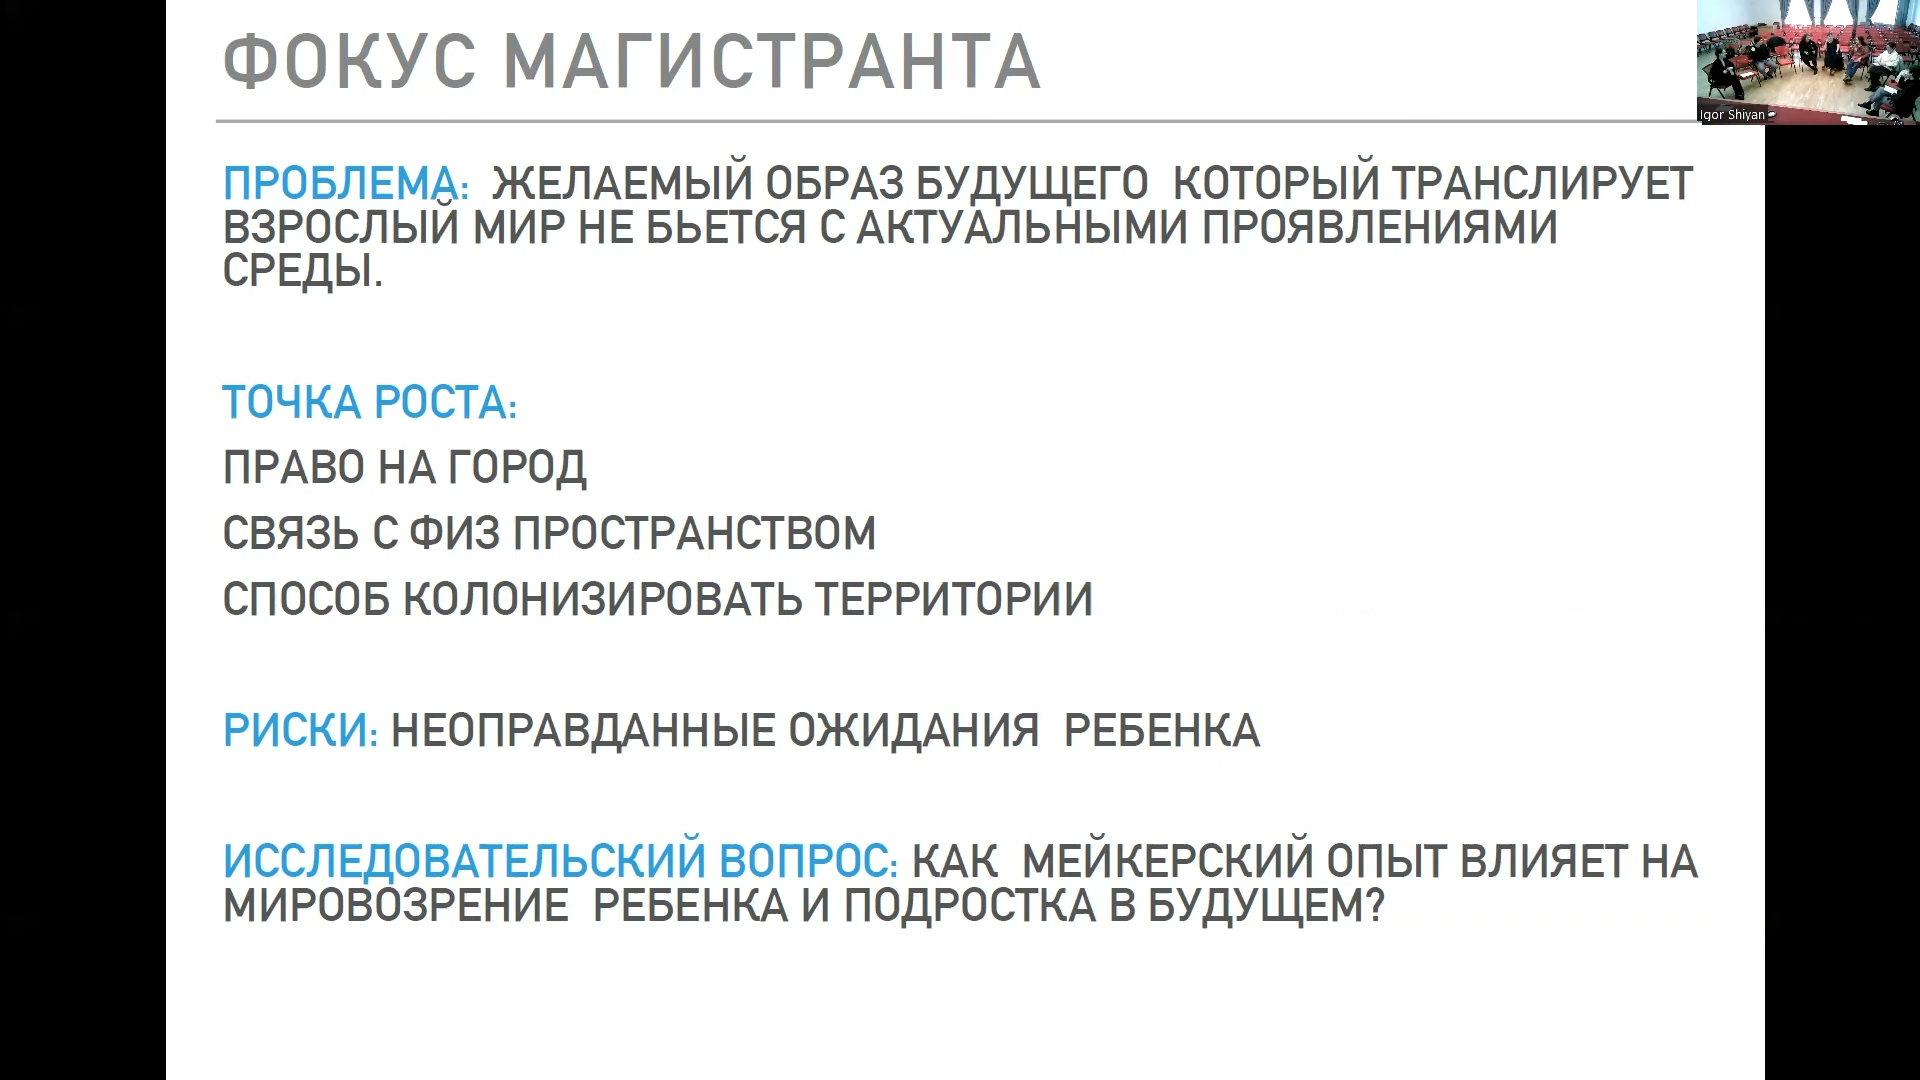 ФОКУС МАГИСТРАНТА
Igor Shiyan
ПРОБЛЕМА: ЖЕЛАЕМЫЙ ОБРАЗ БУДУЩЕГО КОТОРЫЙ ТРАНСЛИРУЕТ
ВЗРОСЛЫЙ МИР НЕ БЬЕТСЯ С АКТУАЛЬНЫМИ ПРОЯВЛЕНИЯМИ
СРЕДЫ.
ТОЧКА РОСТА:
ПРАВО НА ГОРОД
СВЯЗЬ С ФИЗ ПРОСТРАНСТВОМ
СПОСОБ КОЛОНИЗИРОВАТЬ ТЕРРИТОРИИ
РИСКИ: НЕОПРАВДАННЫЕ ОЖИДАНИЯ РЕБЕНКА
ИССЛЕДОВАТЕЛЬСКИЙ ВОПРОС: КАК МЕЙКЕРСКИЙ ОПЫТ ВЛИЯЕТ НА
МИРОВОЗРЕНИЕ РЕБЕНКА И ПОДРОСТКА В БУДУЩЕМ?